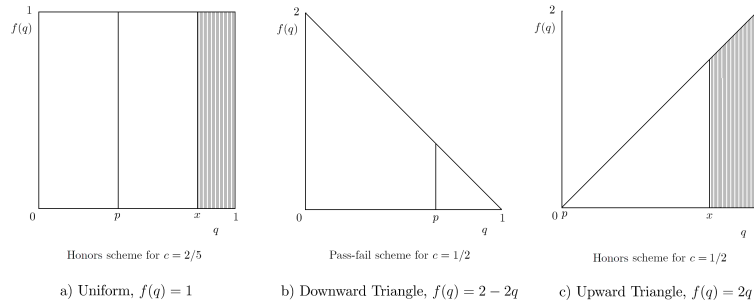 1
f(q)
0
p
x
1
q
Honors scheme for c = 2/5
a) Uniform, f(q) = 1
2
f(q)
0
p
1
q
Pass-fail scheme for c = 1/2
b) Downward Triangle, f(q) = 2 − 2q
2
f(q)
0
p
x
q
Honors scheme for c = 1/2
c) Upward Triangle, f(q) = 2q